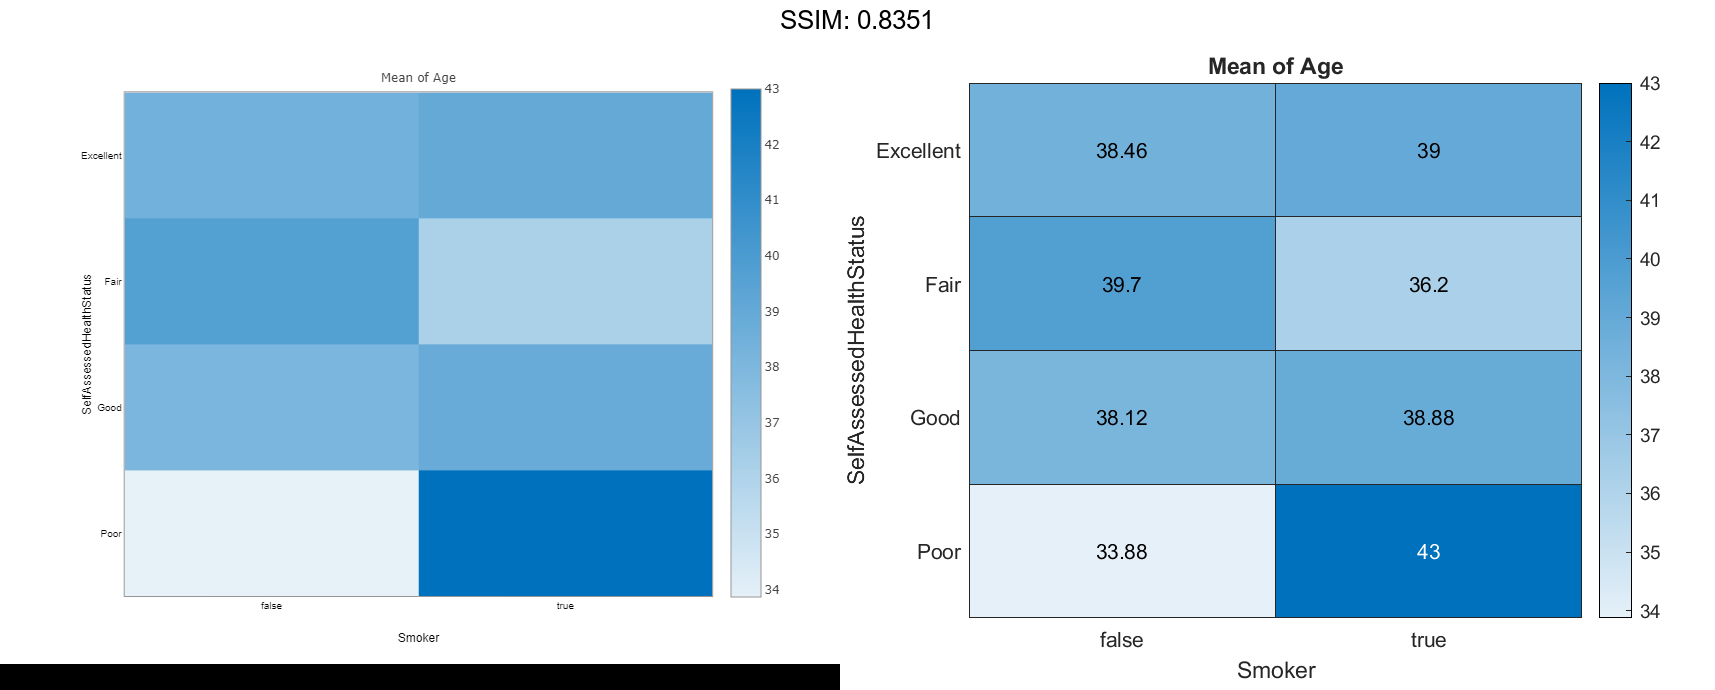 SSIM: 0.8351
Mean of Age
SelfAssessedHealthStatus
Excellent
Fair
Good
Poor
false true
Smoker
43
42
41
40
39
38
37
36
35
34
Mean of Age
SelfAssessedHealthStatus
Excellent 38.46 39
Fair 39.7 36.2
Good 38.12 38.88
Poor 33.88 43
false true
Smoker
43
42
41
40
39
38
37
36
35
34